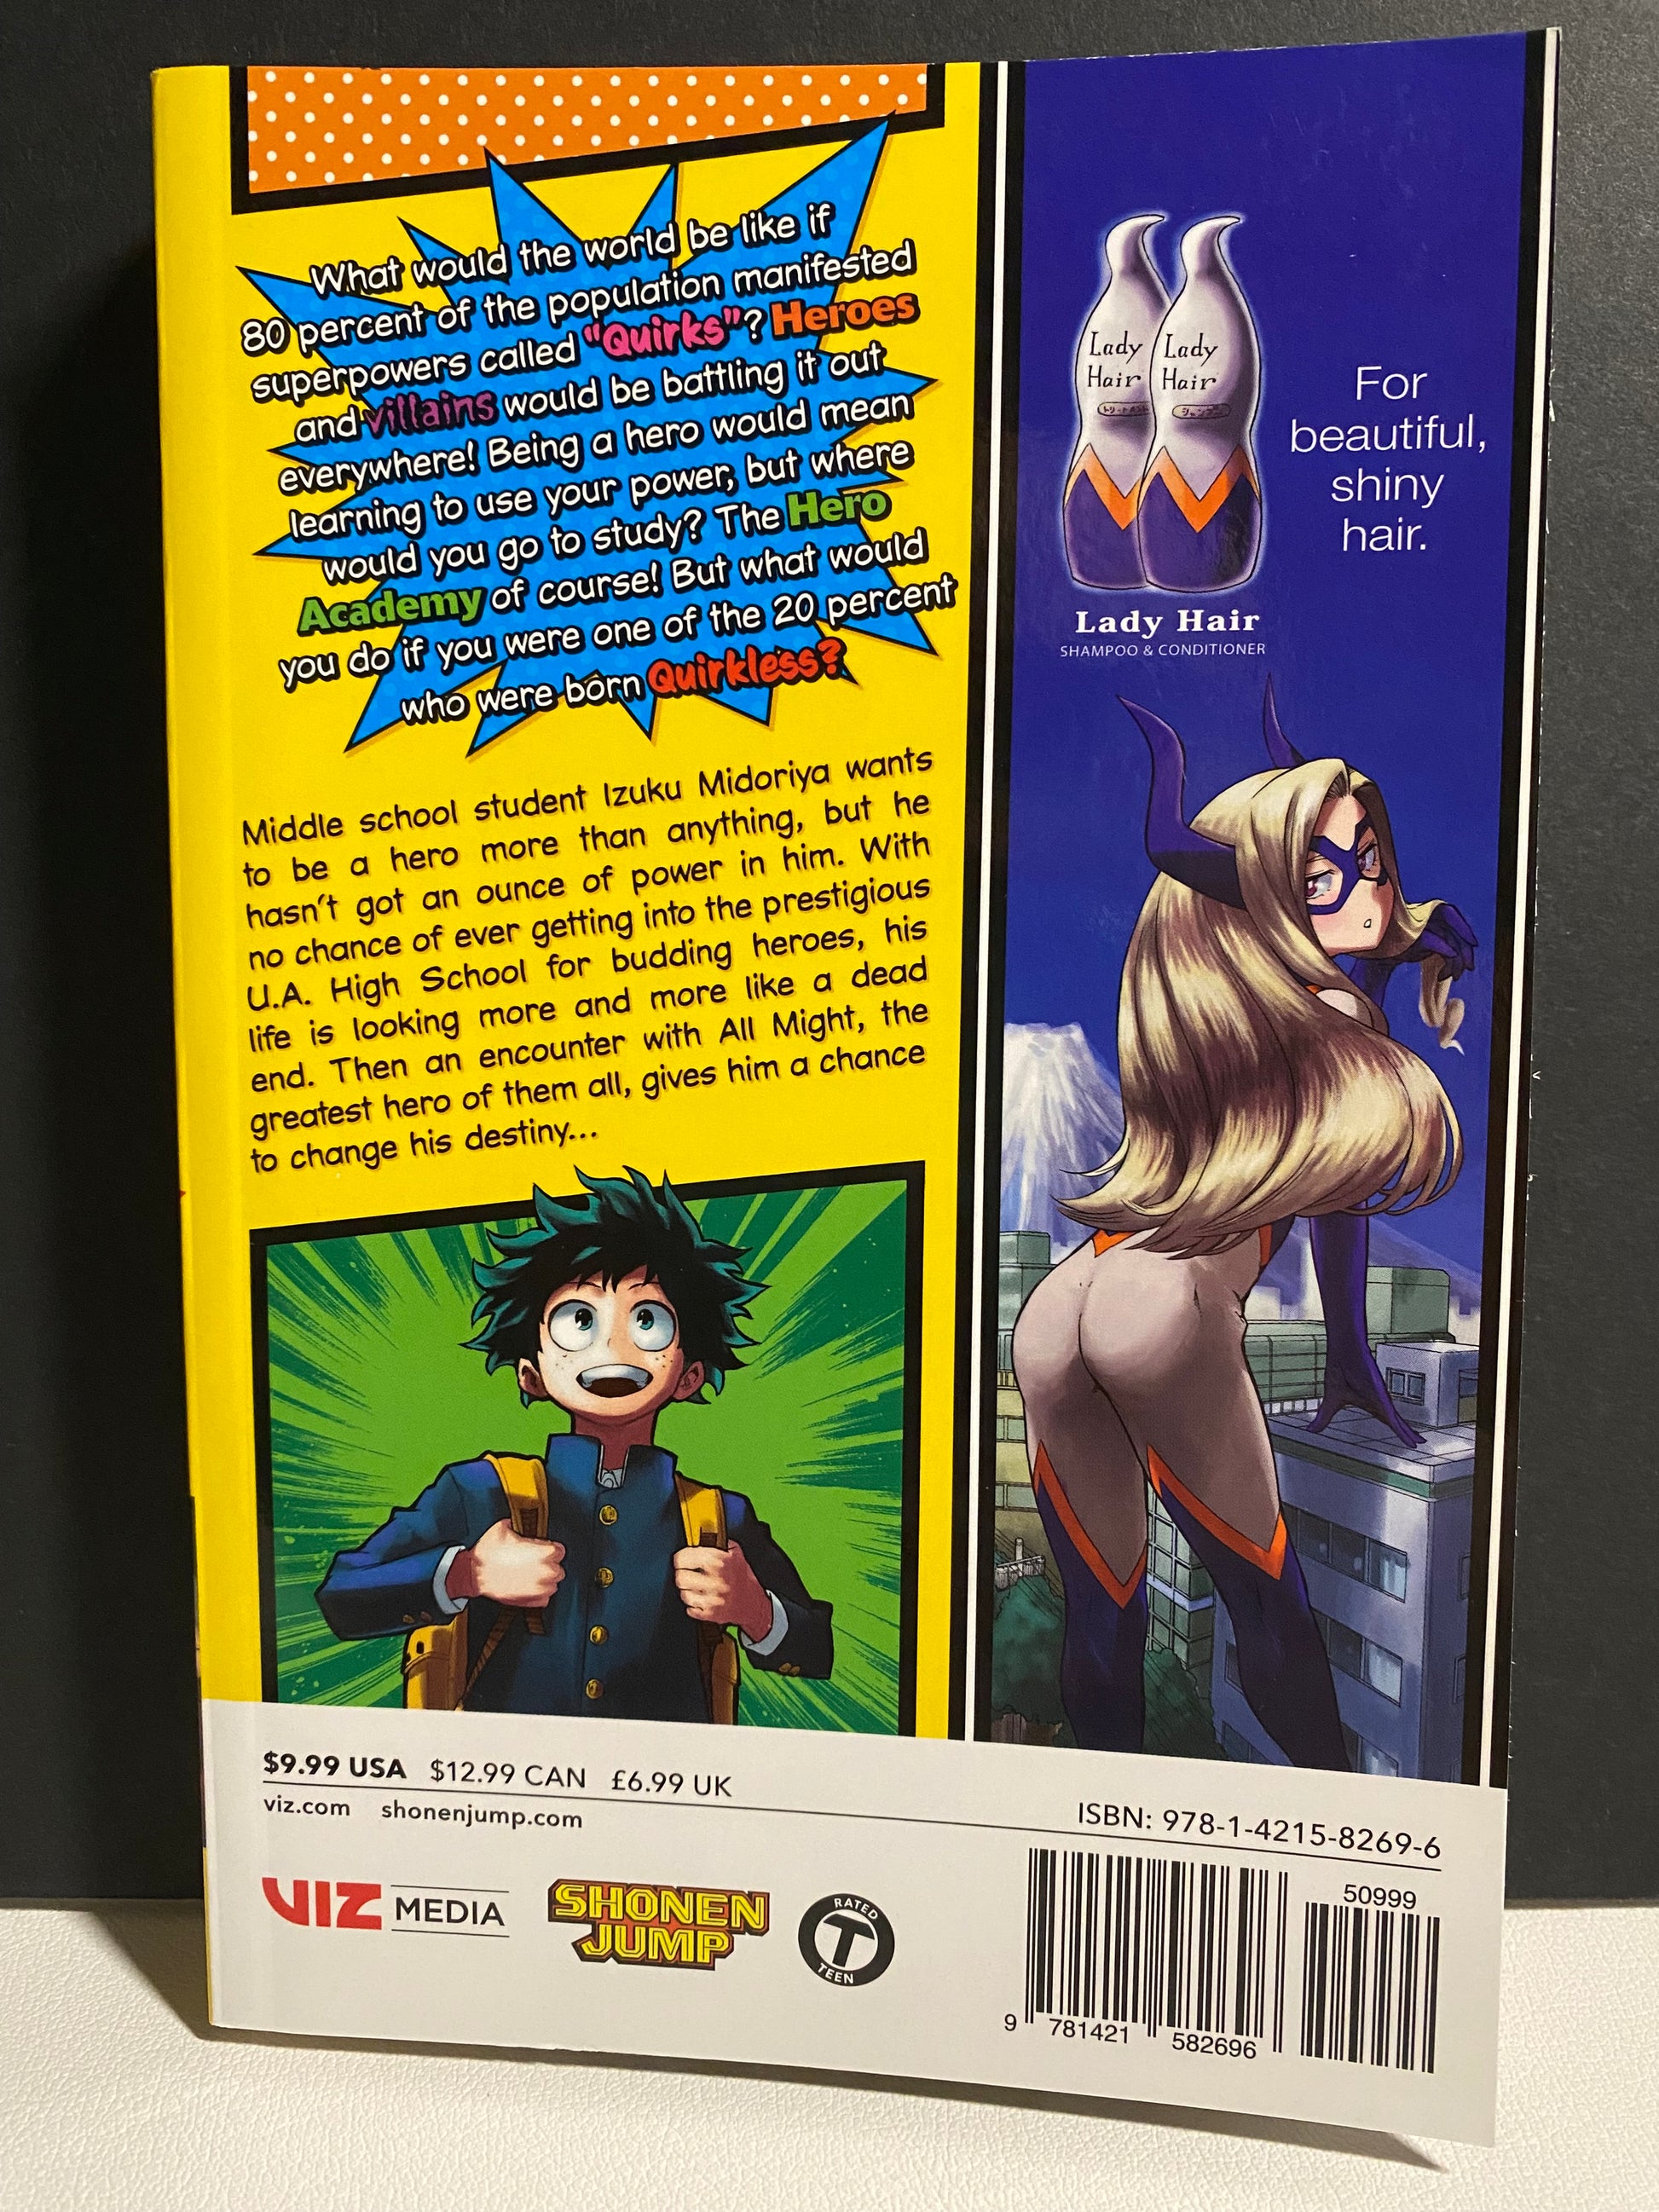 What would the world be like if
80 percent of the population manifested
superpowers called "Quirks"? Heroes
and villains would be battling it out
everywhere! Being a hero would mean
learning to use your power, but where
would you go to study? The Hero
Academy of course! But what would
you do if you were one of the 20 percent
who were born Quirkless?
Middle school student Izuku Midoriya wants
to be a hero more than anything, but he
hasn't got an ounce of power in him. With
no chance of ever getting into the prestigious
U.A. High School for budding heroes, his
life is looking more and more like a dead
end. Then an encounter with All Might, the
greatest hero of them all, gives him a chance
to change his destiny...
Lady
Hair
Lady
Hair
シャンプー
For
beautiful,
shiny
hair.
Lady Hair
SHAMPOO & CONDITIONER
$9.99 USA $12.99 CAN £6.99 UK
viz.com shonenjump.com
VIZ MEDIA
SHONEN
JUMP
RATED
T
TEEN
ISBN: 978-1-4215-8269-6
50999
9 781421 582696